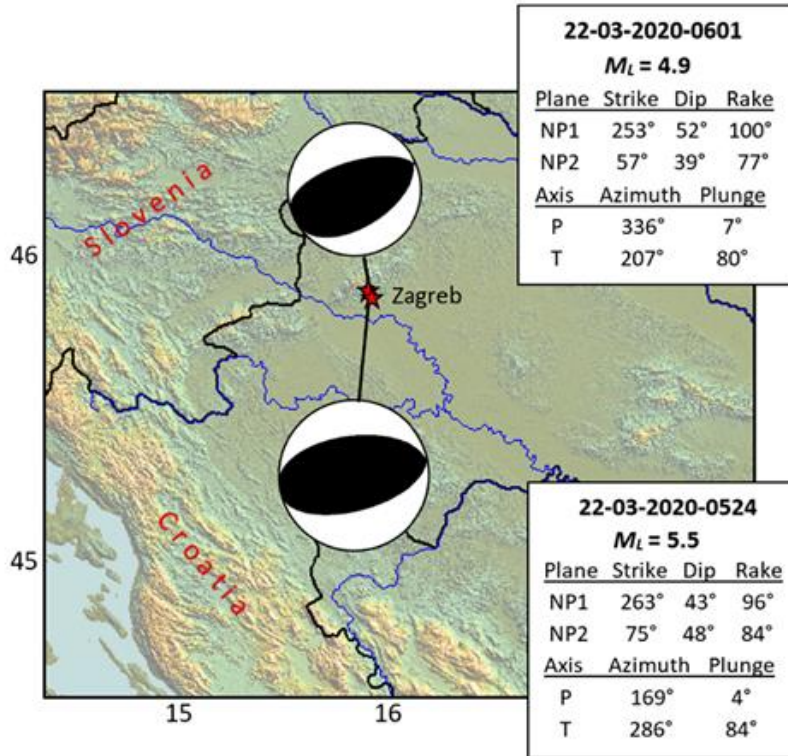 22-03-2020-0601
ML = 4.9
Plane Strike Dip Rake
NP1 253° 52° 100°
NP2 57° 39° 77°
Axis Azimuth Plunge
P 336° 7°
T 207° 80°
Slovenia
46
Zagreb
Croatia
45
22-03-2020-0524
ML = 5.5
Plane Strike Dip Rake
NP1 263° 43° 96°
NP2 75° 48° 84°
Axis Azimuth Plunge
P 169° 4°
T 286° 84°
15 16